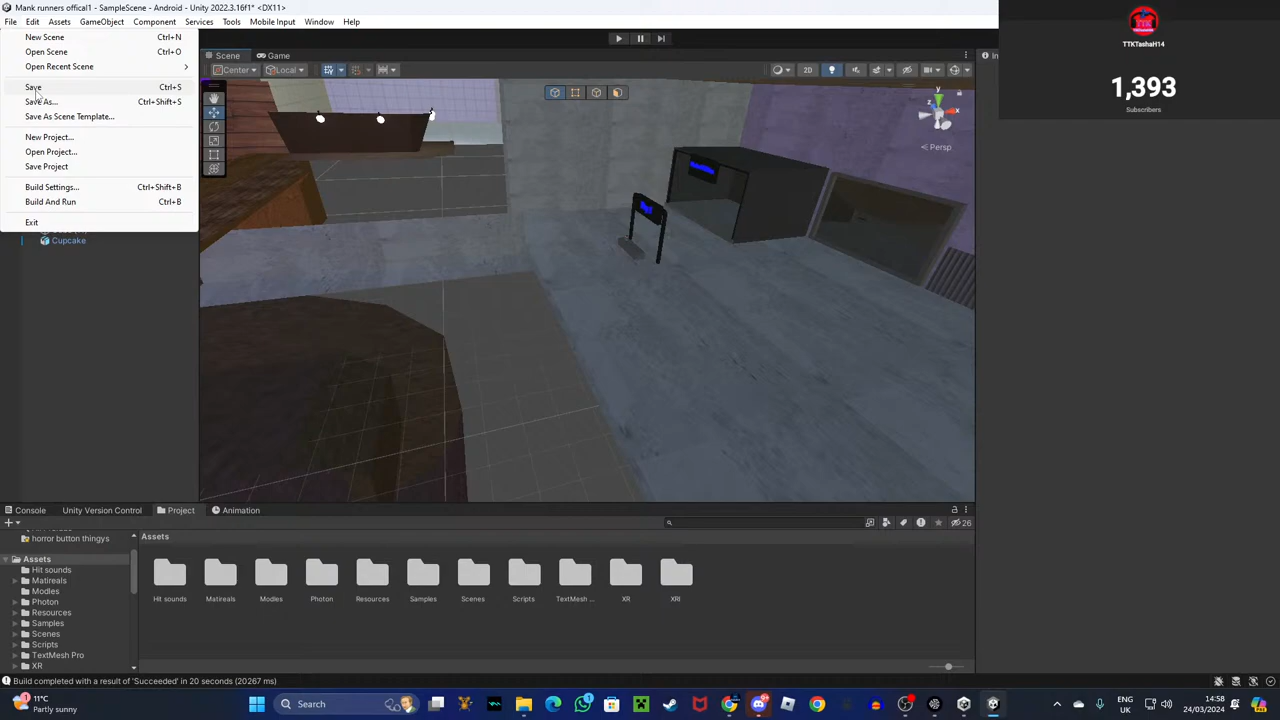 Mank runners offical1 - SampleScene - Android - Unity 2022.3.16f1* <DX11>
File Edit Assets GameObject Component Services Tools Mobile Input Window Help
New Scene Ctrl+N
Open Scene Ctrl+O
Open Recent Scene
Save Ctrl+S
Save As... Ctrl+Shift+S
Save As Scene Template...
New Project...
Open Project...
Save Project
Build Settings... Ctrl+Shift+B
Build And Run Ctrl+B
Exit
Cupcake
Scene Game
Center Local 2D
y
x
Persp
TTKTashaH14
1,393
Subscribers
Console Unity Version Control Project Animation
26
horror button thingys
Assets
Hit sounds
Matireals
Modles
Photon
Resources
Samples
Scenes
Scripts
TextMesh Pro
XR
Assets
Hit sounds Matireals Modles Photon Resources Samples Scenes Scripts TextMesh ... XR XRI
Build completed with a result of 'Succeeded' in 20 seconds (20267 ms)
11°C
Partly sunny
Search
ENG
UK
14:58
24/03/2024